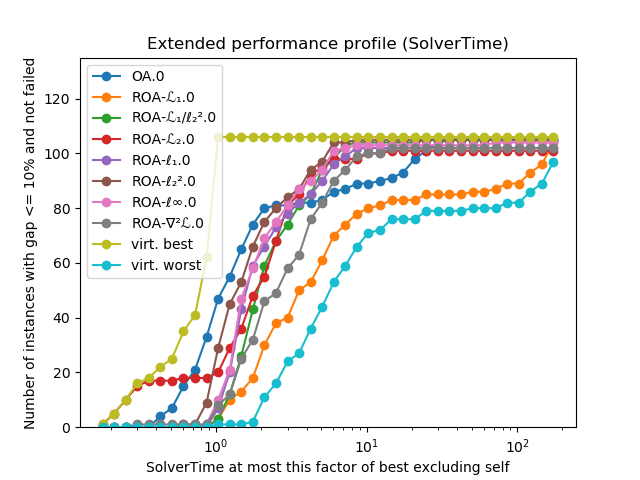 Extended performance profile (SolverTime)
Number of instances with gap <= 10% and not failed
120
100
80
60
40
20
0
OA.0
ROA-ℒ₁.0
ROA-ℒ₁/ℓ₂².0
ROA-ℒ₂.0
ROA-ℓ₁.0
ROA-ℓ₂².0
ROA-ℓ∞.0
ROA-∇²ℒ.0
virt. best
virt. worst
10⁰
10¹
10²
SolverTime at most this factor of best excluding self